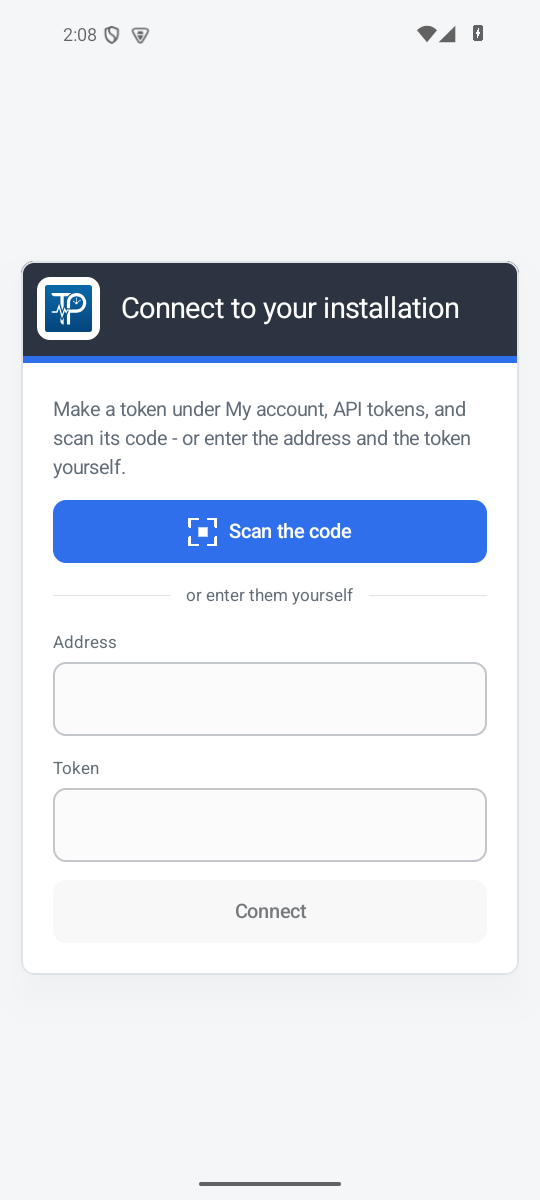 2:08
TP
Connect to your installation
Make a token under My account, API tokens, and
scan its code - or enter the address and the token
yourself.
Scan the code
or enter them yourself
Address
Token
Connect